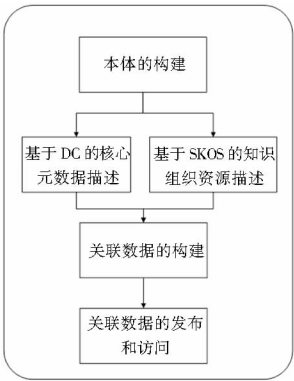 本体的构建
基于DC的核心
元数据描述
基于SKOS的知识
组织资源描述
关联数据的构建
关联数据的发布
和访问